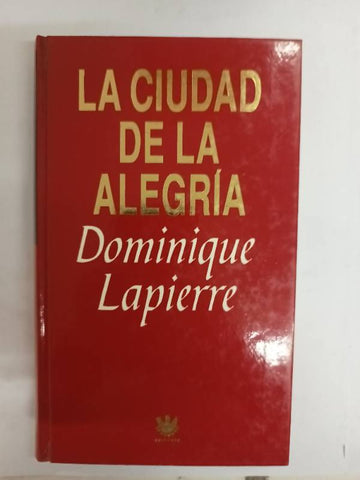 LA CIUDAD
DE LA
ALEGRÍA
Dominique
Lapierre